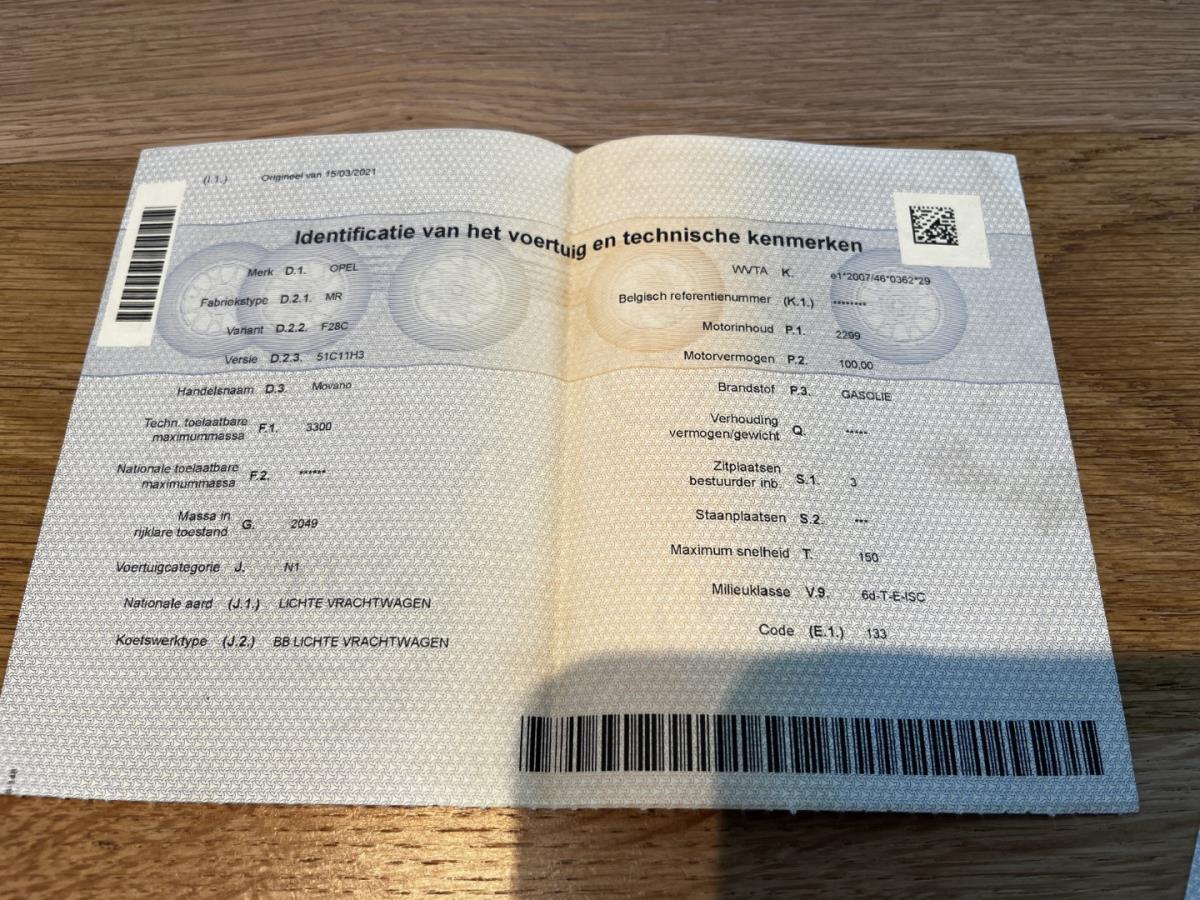 (I.1.) Origineel van 15/03/2021
Identificatie van het voertuig en technische kenmerken
Merk D.1. OPEL
Fabriekstype D.2.1. MR
Variant D.2.2. F28C
Versie D.2.3. 51C11H3
Handelsnaam D.3 Movano
Techn. toelaatbare
maximummassa F.1. 3300
Nationale toelaatbare
maximummassa F.2. ******
Massa in
rijklare toestand G. 2049
Voertuigcategorie J. N1
Nationale aard (J.1.) LICHTE VRACHTWAGEN
Koetswerktype (J.2.) BB LICHTE VRACHTWAGEN
WVTA K. e1*2007/46*0362*29
Belgisch referentienummer (K.1.) ********
Motorinhoud P.1. 2299
Motorvermogen P.2. 100,00
Brandstof P.3. GASOLIE
Verhouding
vermogen/gewicht Q. *****
Zitplaatsen
bestuurder inb. S.1. 3
Staanplaatsen S.2. ***
Maximum snelheid T. 150
Milieuklasse V.9. 6d-T-E-ISC
Code (E.1.) 133